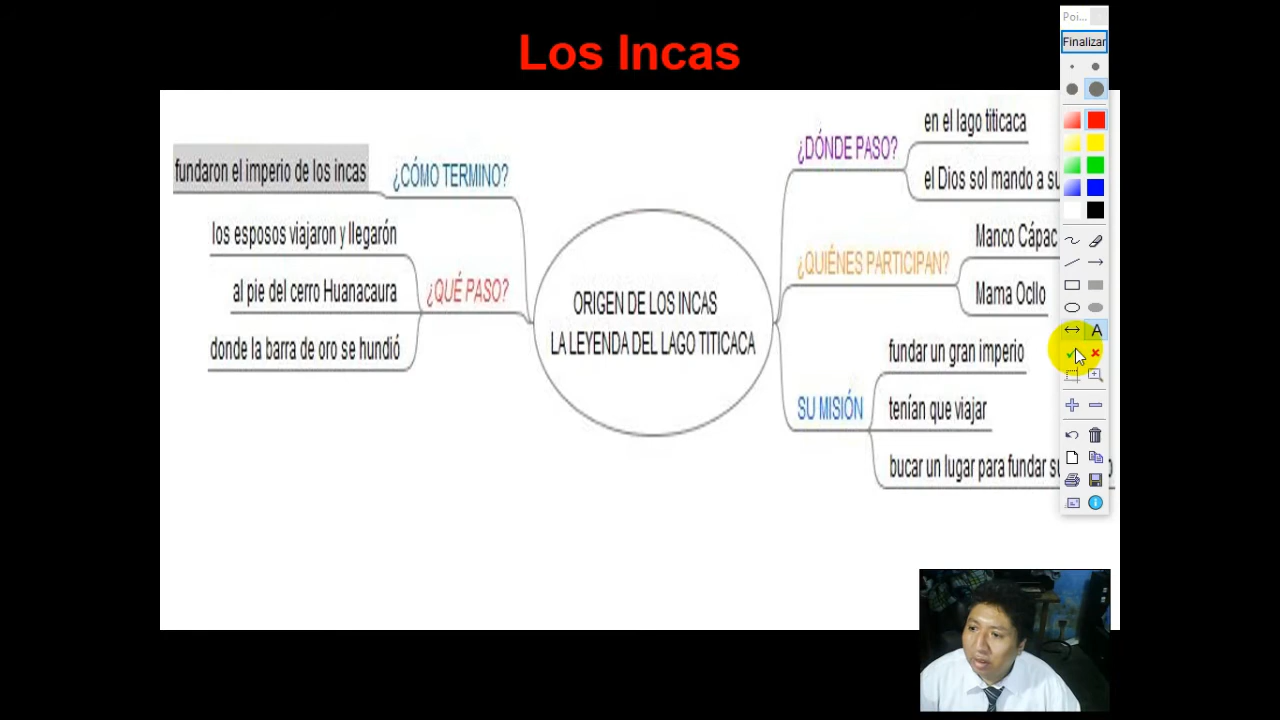 Los Incas
Poi...
Finalizar
fundaron el imperio de los incas
¿CÓMO TERMINO?
los esposos viajaron y llegarón
al pie del cerro Huanacaura
¿QUÉ PASO?
donde la barra de oro se hundió
ORIGEN DE LOS INCAS
LA LEYENDA DEL LAGO TITICACA
¿DÓNDE PASO?
en el lago titicaca
el Dios sol mando a su
¿QUIÉNES PARTICIPAN?
Manco Cápac
Mama Ocllo
SU MISIÓN
fundar un gran imperio
tenían que viajar
bucar un lugar para fundar
A